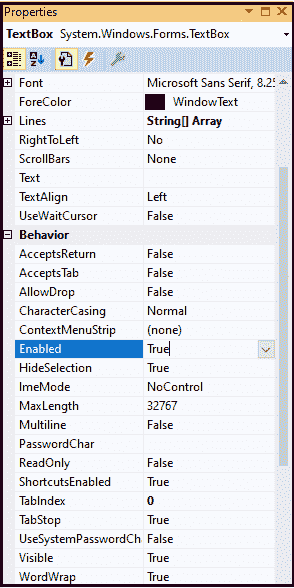 Properties
TextBox System.Windows.Forms.TextBox
Font Microsoft Sans Serif, 8.25
ForeColor WindowText
Lines String[] Array
RightToLeft No
ScrollBars None
Text
TextAlign Left
UseWaitCursor False
Behavior
AcceptsReturn False
AcceptsTab False
AllowDrop False
CharacterCasing Normal
ContextMenuStrip (none)
Enabled True
HideSelection True
ImeMode NoControl
MaxLength 32767
Multiline False
PasswordChar
ReadOnly False
ShortcutsEnabled True
TabIndex 0
TabStop True
UseSystemPasswordCh False
Visible True
WordWrap True